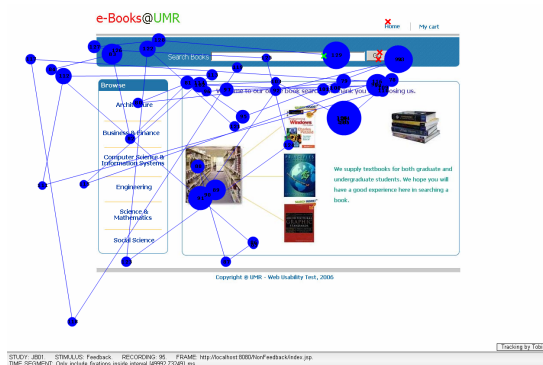 e-Books@UMR
Home | My cart
Search Books
Browse
Architecture
Business & Finance
Computer Science &
Information Systems
Engineering
Science &
Mathematics
Social Science
Windows
We supply textbooks for both graduate and
undergraduate students. We hope you will
have a good experience here in searching a
book.
Copyright @ UMR - Web Usability Test, 2006
Tracking by Tobi
STUDY: JBD1. STIMULUS: Feedback. RECORDING: 95. FRAME: http://localhost:8080/NonFeedback/index.jsp.